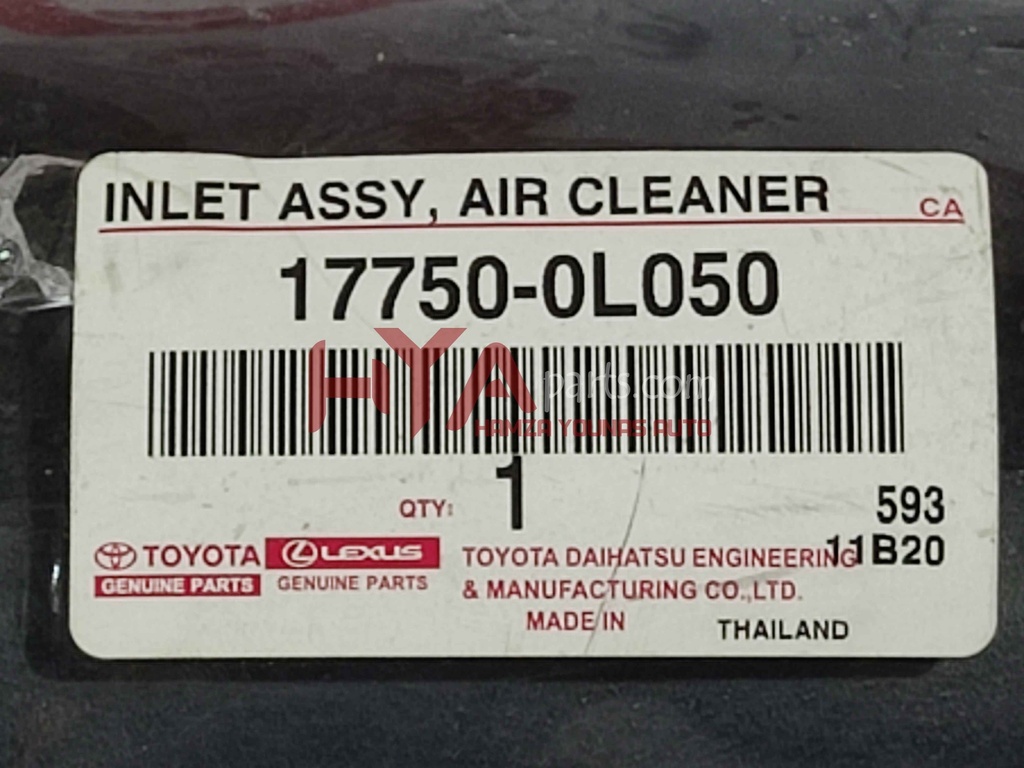 INLET ASSY, AIR CLEANER CA
17750-0L050
HYA parts.com
HAMZA YOUNAS AUTO
QTY: 1
593
11B20
TOYOTA LEXUS TOYOTA DAIHATSU ENGINEERING
GENUINE PARTS GENUINE PARTS & MANUFACTURING CO.,LTD.
MADE IN THAILAND